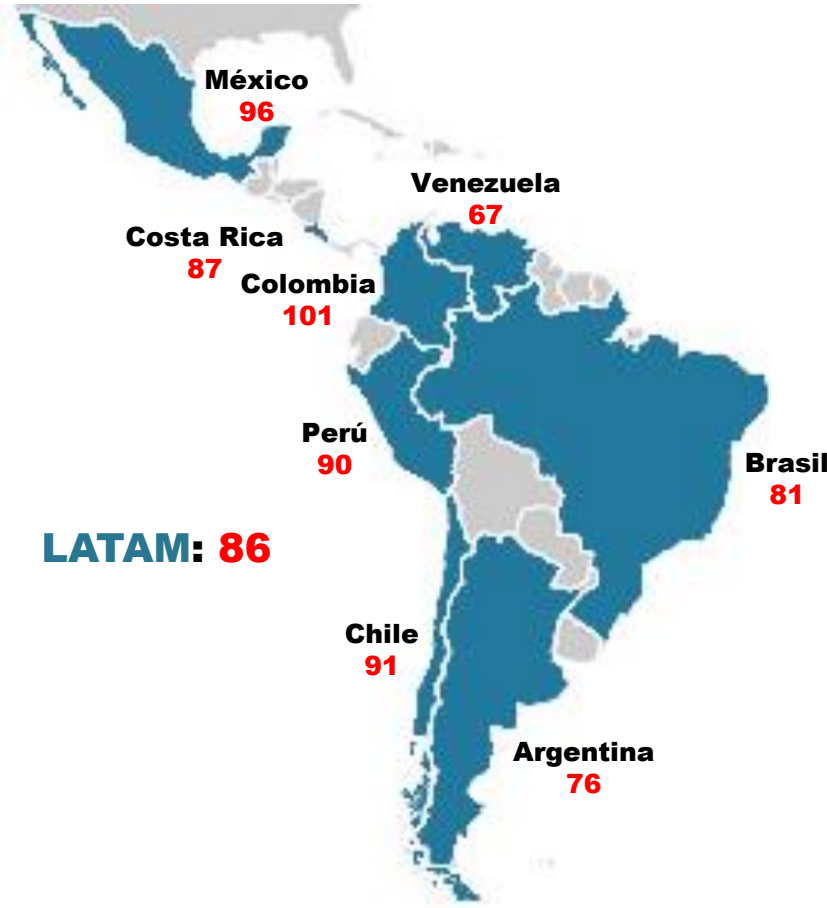 México
96
Venezuela
67
Costa Rica
87
Colombia
101
Perú
90
Brasil
81
LATAM: 86
Chile
91
Argentina
76